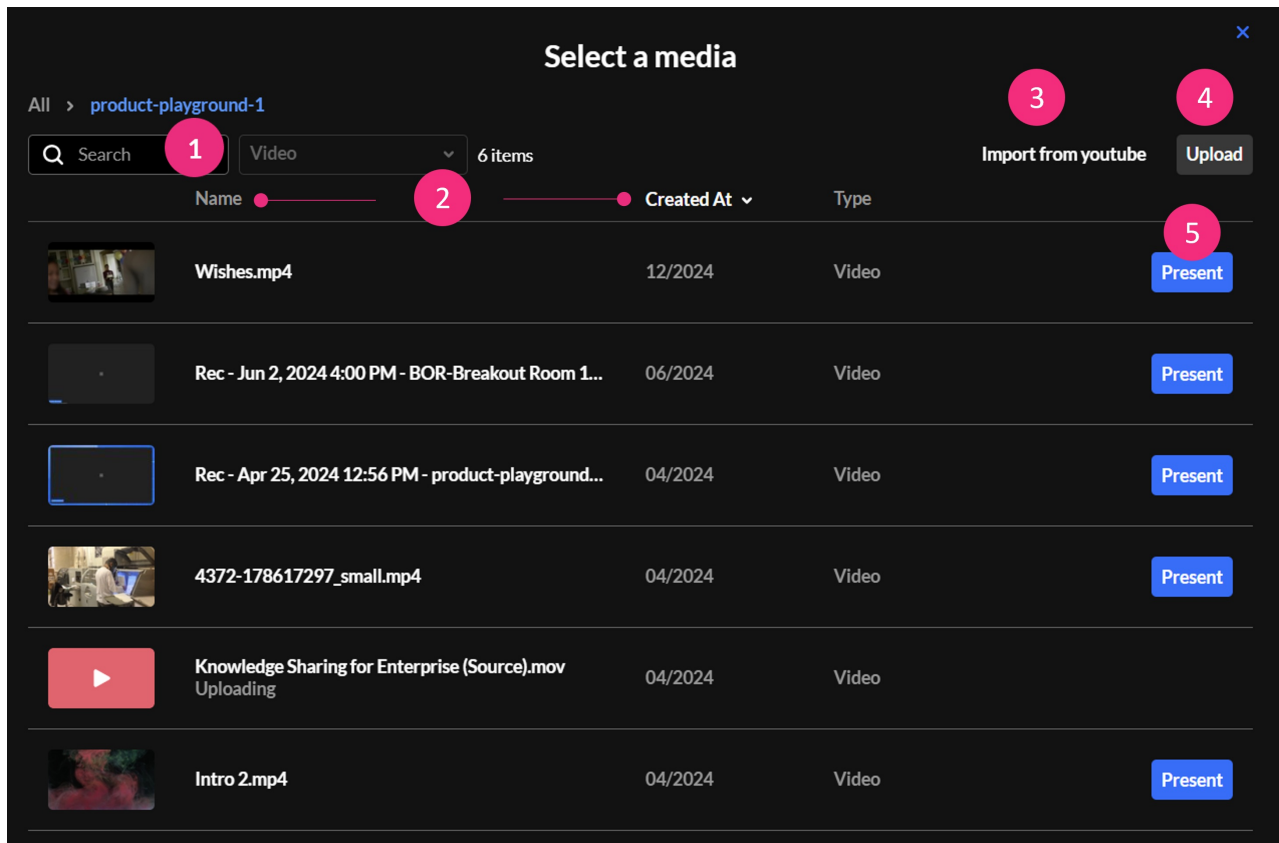 Select a media
All > product-playground-1
3
4
Search
1
Video
6 items
Import from youtube
Upload
Name
2
Created At
Type
5
Wishes.mp4
12/2024
Video
Present
Rec - Jun 2, 2024 4:00 PM - BOR-Breakout Room 1...
06/2024
Video
Present
Rec - Apr 25, 2024 12:56 PM - product-playground...
04/2024
Video
Present
4372-178617297_small.mp4
04/2024
Video
Present
Knowledge Sharing for Enterprise (Source).mov
Uploading
04/2024
Video
Intro 2.mp4
04/2024
Video
Present